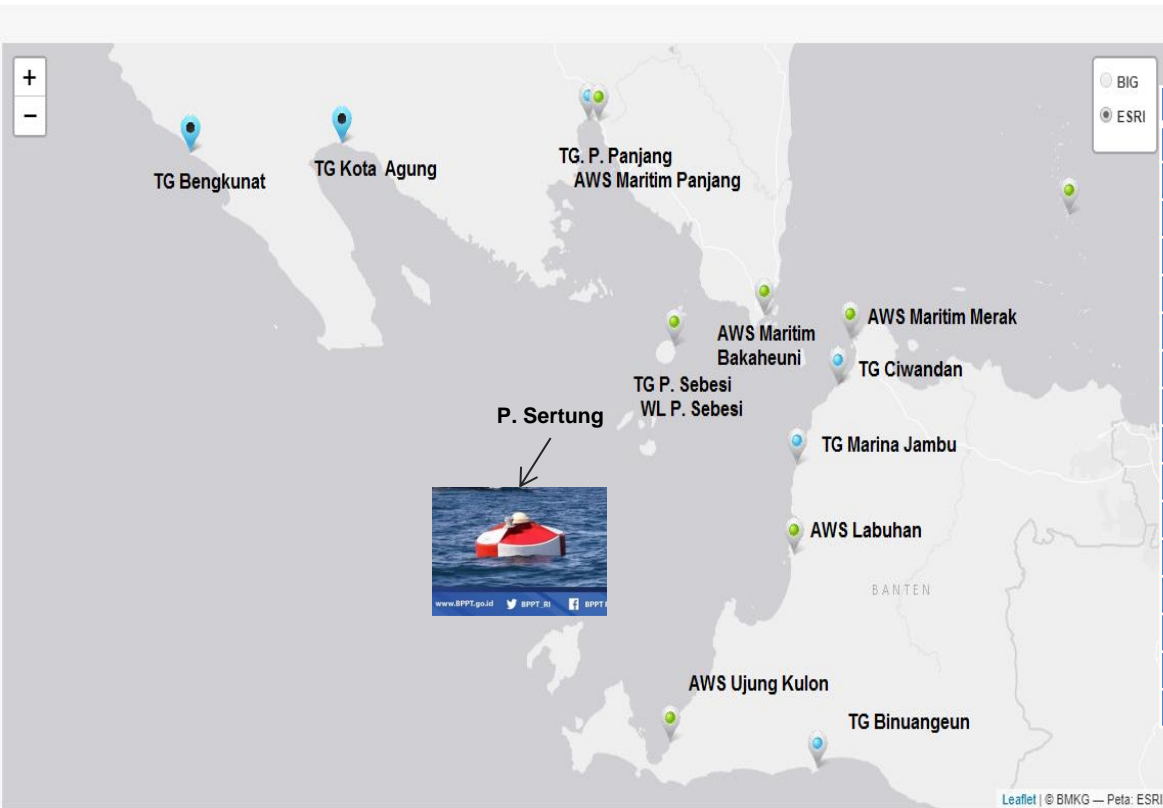 +
BIG
−
ESRI
TG Bengkunat
TG Kota Agung
TG. P. Panjang
AWS Maritim Panjang
AWS Maritim
Bakaheuni
AWS Maritim Merak
TG Ciwandan
TG P. Sebesi
WL P. Sebesi
P. Sertung
TG Marina Jambu
AWS Labuhan
www.BPPT.go.id BPPT_RI BPPT
BANTEN
AWS Ujung Kulon
TG Binuangeun
Leaflet | © BMKG — Peta: ESRI